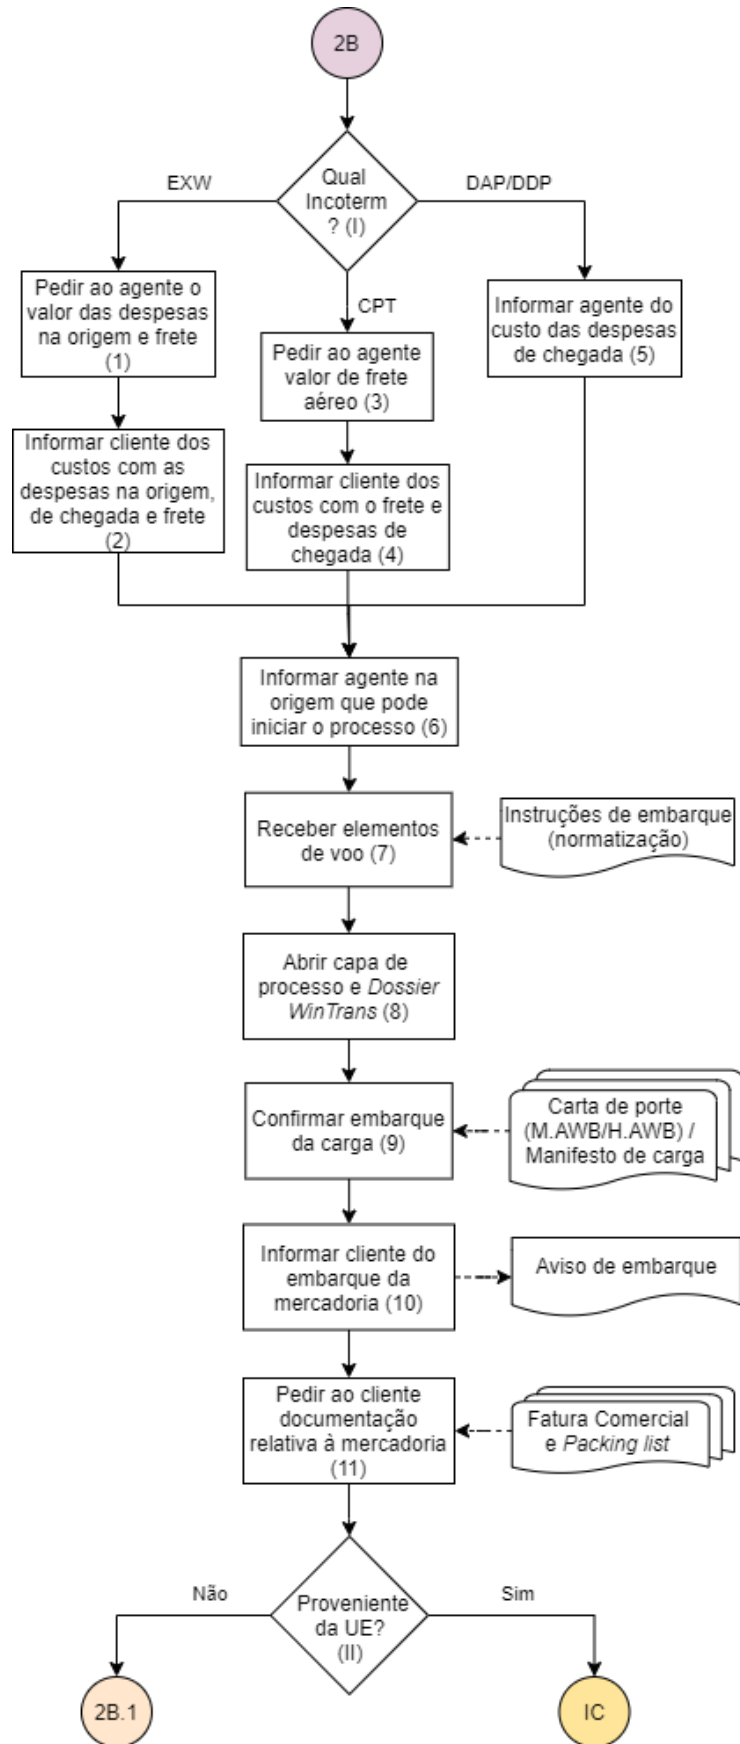 2B
Qual
Incoterm
? (I)
EXW
DAP/DDP
CPT
Pedir ao agente o
valor das despesas
na origem e frete
(1)
Informar cliente dos
custos com as
despesas na origem,
de chegada e frete
(2)
Pedir ao agente
valor de frete
aéreo (3)
Informar cliente dos
custos com o frete e
despesas de
chegada (4)
Informar agente do
custo das despesas
de chegada (5)
Informar agente na
origem que pode
iniciar o processo (6)
Receber elementos
de voo (7)
Instruções de embarque
(normatização)
Abrir capa de
processo e Dossier
WinTrans (8)
Confirmar embarque
da carga (9)
Carta de porte
(M.AWB/H.AWB) /
Manifesto de carga
Informar cliente do
embarque da
mercadoria (10)
Aviso de embarque
Pedir ao cliente
documentação
relativa à mercadoria
(11)
Fatura Comercial
e Packing list
Proveniente
da UE?
(II)
Não
Sim
2B.1
IC